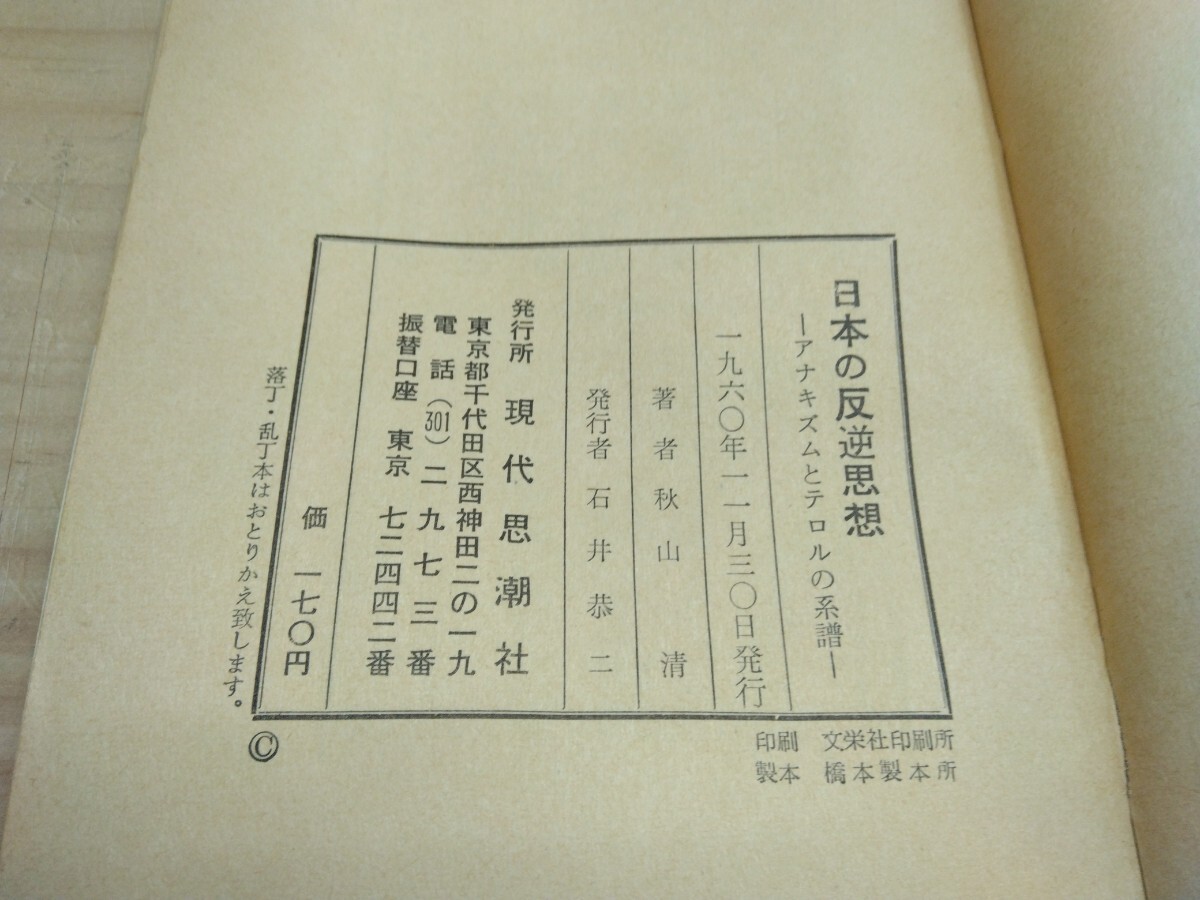 日本の反逆思想
―アナキズムとテロルの系譜―
一九六〇年一一月三〇日発行
著者 秋山清
発行者 石井恭二
発行所 現代思潮社
東京都千代田区西神田二の一九
電話（301）二九七三番
振替口座 東京 七二四四二番
価 一七〇円
落丁・乱丁本はおとりかえ致します。
©
印刷 文栄社印刷所
製本 橋本製本所